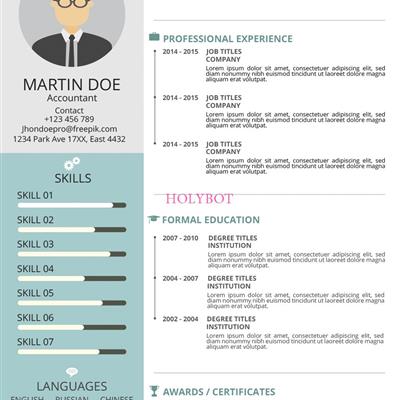 MARTIN DOE
Accountant
Contact
+123 456 789
Jhondoepro@freepik.com
1234 Park Ave 17XX, East 4432
SKILLS
SKILL 01
SKILL 02
SKILL 03
SKILL 04
SKILL 05
SKILL 06
SKILL 07
LANGUAGES
ENGLISH RUSSIAN CHINESE
PROFESSIONAL EXPERIENCE
2014 - 2015 JOB TITLES
COMPANY
Lorem ipsum dolor sit amet, consectetuer adipiscing
elit, sed diam nonummy nibh euismod tincidunt ut
laoreet dolore magna aliquam erat volutpat.
2014 - 2015 JOB TITLES
COMPANY
Lorem ipsum dolor sit amet, consectetuer adipiscing
elit, sed diam nonummy nibh euismod tincidunt ut
laoreet dolore magna aliquam erat volutpat.
2014 - 2015 JOB TITLES
COMPANY
Lorem ipsum dolor sit amet, consectetuer adipiscing
elit, sed diam nonummy nibh euismod tincidunt ut
laoreet dolore magna aliquam erat volutpat.
HOLYBOT
FORMAL EDUCATION
2007 - 2010 DEGREE TITLES
INSTITUTION
Lorem ipsum dolor sit amet, consectetuer adipiscing elit,
sed diam nonummy nibh euismod tincidunt ut laoreet dolore magna
aliquam erat volutpat.
2004 - 2007 DEGREE TITLES
INSTITUTION
Lorem ipsum dolor sit amet, consectetuer adipiscing elit,
sed diam nonummy nibh euismod tincidunt ut laoreet dolore magna
aliquam erat volutpat.
2002 - 2004 DEGREE TITLES
INSTITUTION
Lorem ipsum dolor sit amet, consectetuer adipiscing elit,
sed diam nonummy nibh euismod tincidunt ut laoreet dolore magna
aliquam erat volutpat.
AWARDS / CERTIFICATES